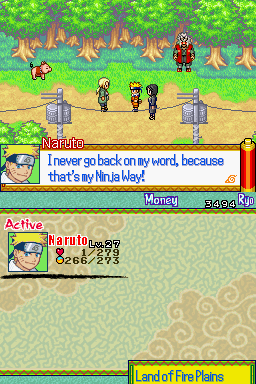 Naruto
I never go back on my word, because
that's my Ninja Way!
Money
3494 Ryo
Active
Naruto Lv.27
1/279
266/273
Land of Fire Plains